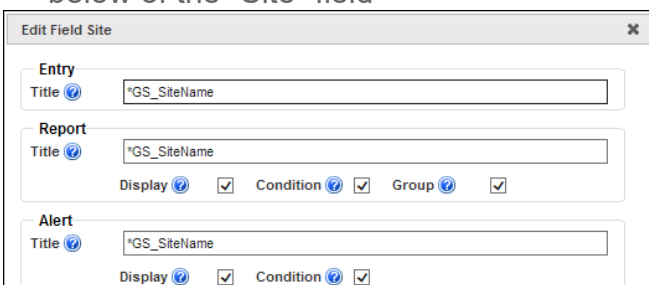 below of the "Site" field
Edit Field Site
Entry
Title *GS_SiteName
Report
Title *GS_SiteName
Display Condition Group
Alert
Title *GS_SiteName
Display Condition